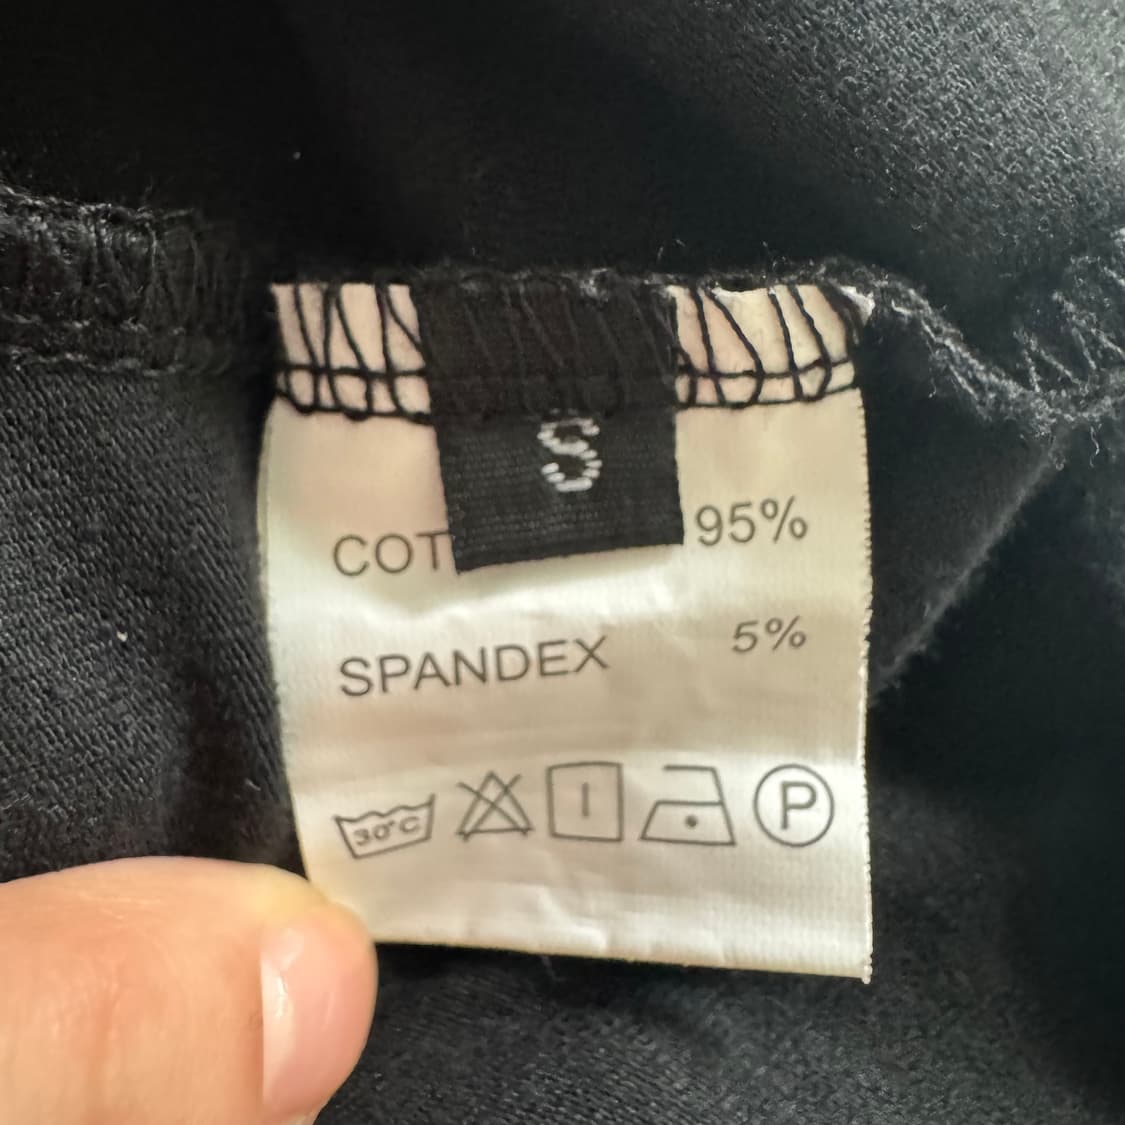 S
COT 95%
SPANDEX 5%
30°C P